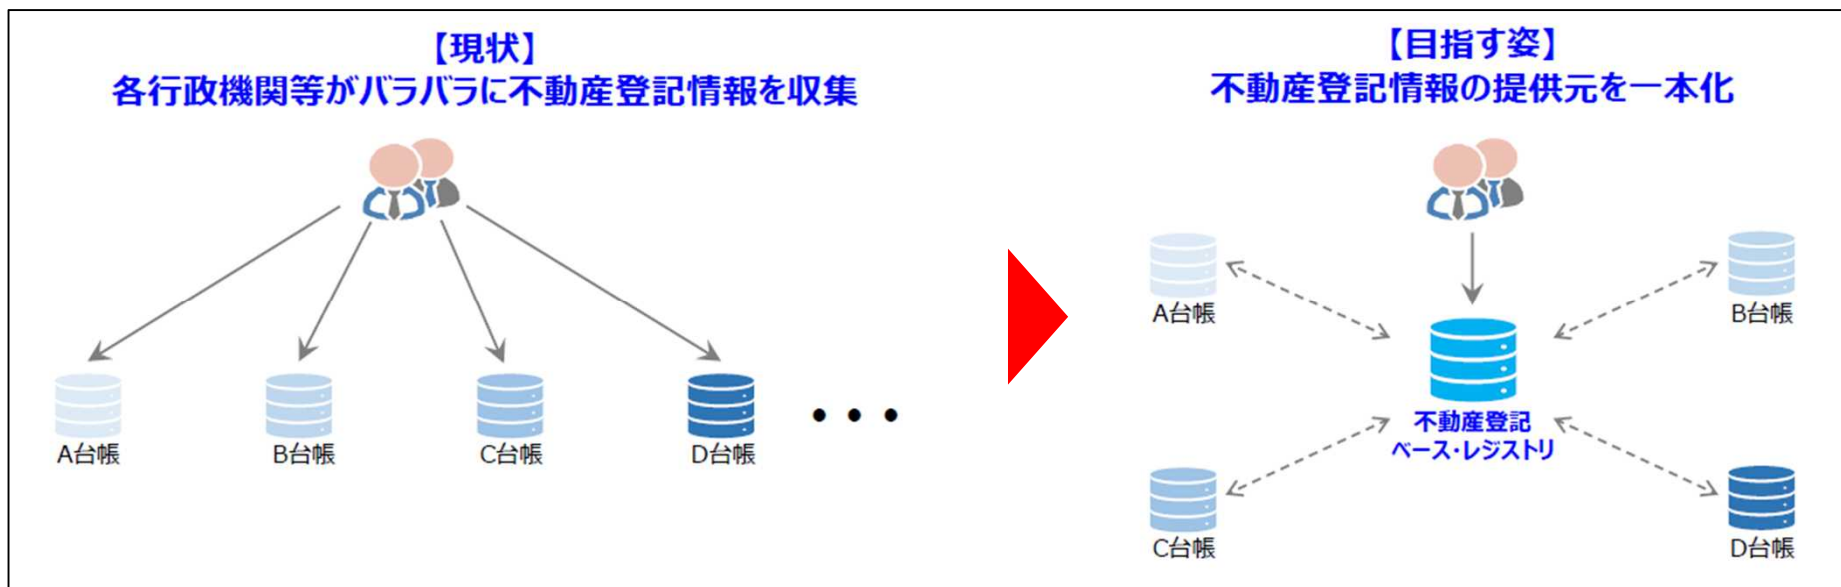 【現状】
各行政機関等がバラバラに不動産登記情報を収集
A台帳
B台帳
C台帳
D台帳
・・・
【目指す姿】
不動産登記情報の提供元を一本化
A台帳
B台帳
不動産登記
ベース・レジストリ
C台帳
D台帳